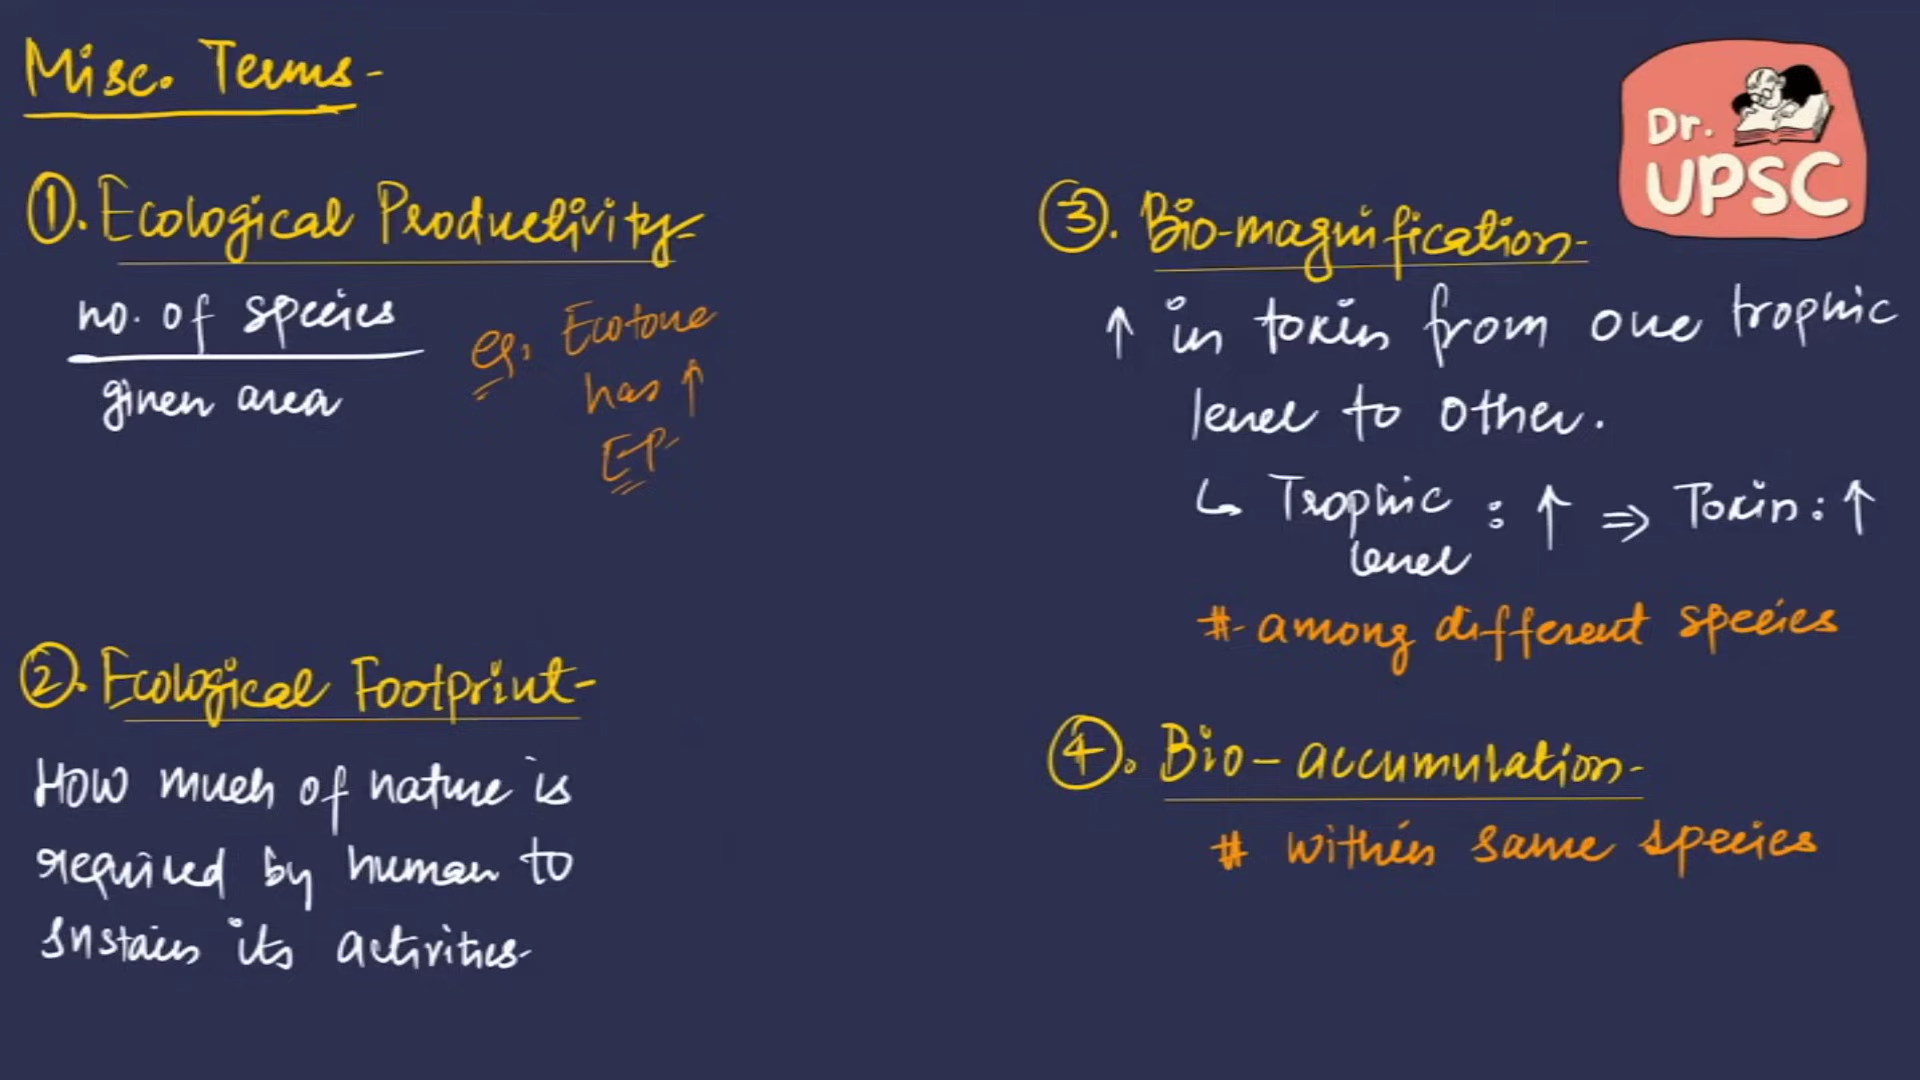 Misc. Terms-
①. Ecological Productivity-
no. of species
given area
eg, Ecotone
has ↑
EP-
②. Ecological Footprint-
How much of nature is
required by human to
sustain its activities-
Dr.
UPSC
③. Bio-magnification-
↑ in toxin from one trophic
level to other.
↳ Trophic level : ↑ ⇒ Toxin : ↑
# among different species
④. Bio-accumulation-
# within same species